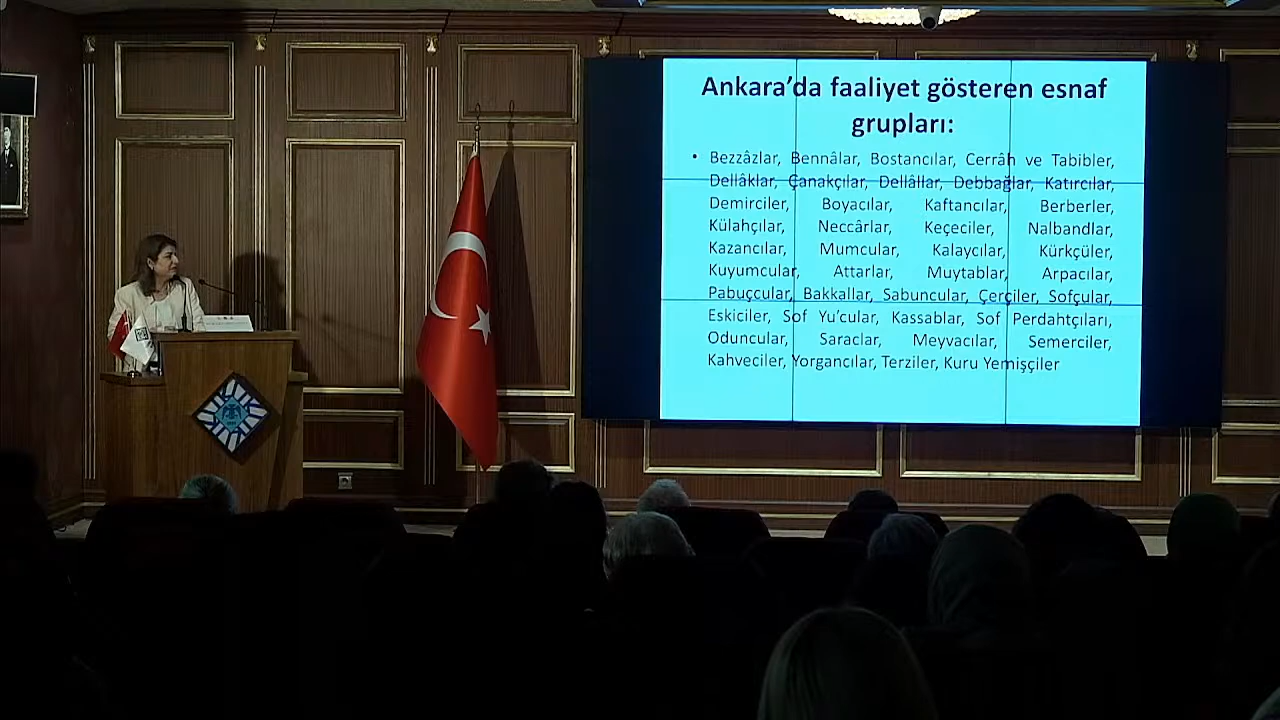 Ankara’da faaliyet gösteren esnaf
grupları:
• Bezzâzlar, Bennâlar, Bostancılar, Cerrâh ve Tabibler,
Dellâklar, Çanakçılar, Dellâllar, Debbağlar, Katırcılar,
Demirciler, Boyacılar, Kaftancılar, Berberler,
Külahçılar, Neccârlar, Keçeciler, Nalbandlar,
Kazancılar, Mumcular, Kalaycılar, Kürkçüler,
Kuyumcular, Attarlar, Muytablar, Arpacılar,
Pabuçcular, Bakkallar, Sabuncular, Çerçiler, Sofçular,
Eskiciler, Sof Yu’cular, Kassablar, Sof Perdahtçıları,
Oduncular, Saraclar, Meyvacılar, Semerciler,
Kahveciler, Yorgancılar, Terziler, Kuru Yemişçiler